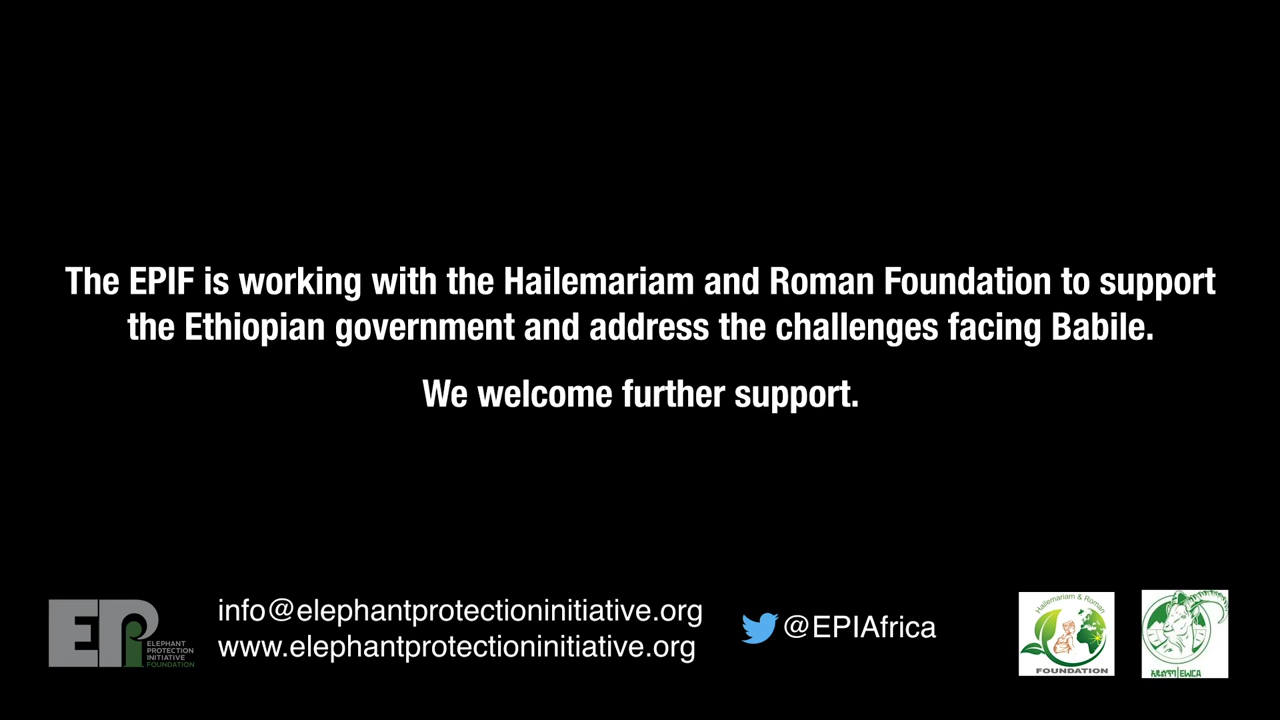 The EPIF is working with the Hailemariam and Roman Foundation to support
the Ethiopian government and address the challenges facing Babile.
We welcome further support.
EPi
ELEPHANT
PROTECTION
INITIATIVE
FOUNDATION
info@elephantprotectioninitiative.org
www.elephantprotectioninitiative.org
@EPIAfrica
Hailemariam & Roman
FOUNDATION
EWCA